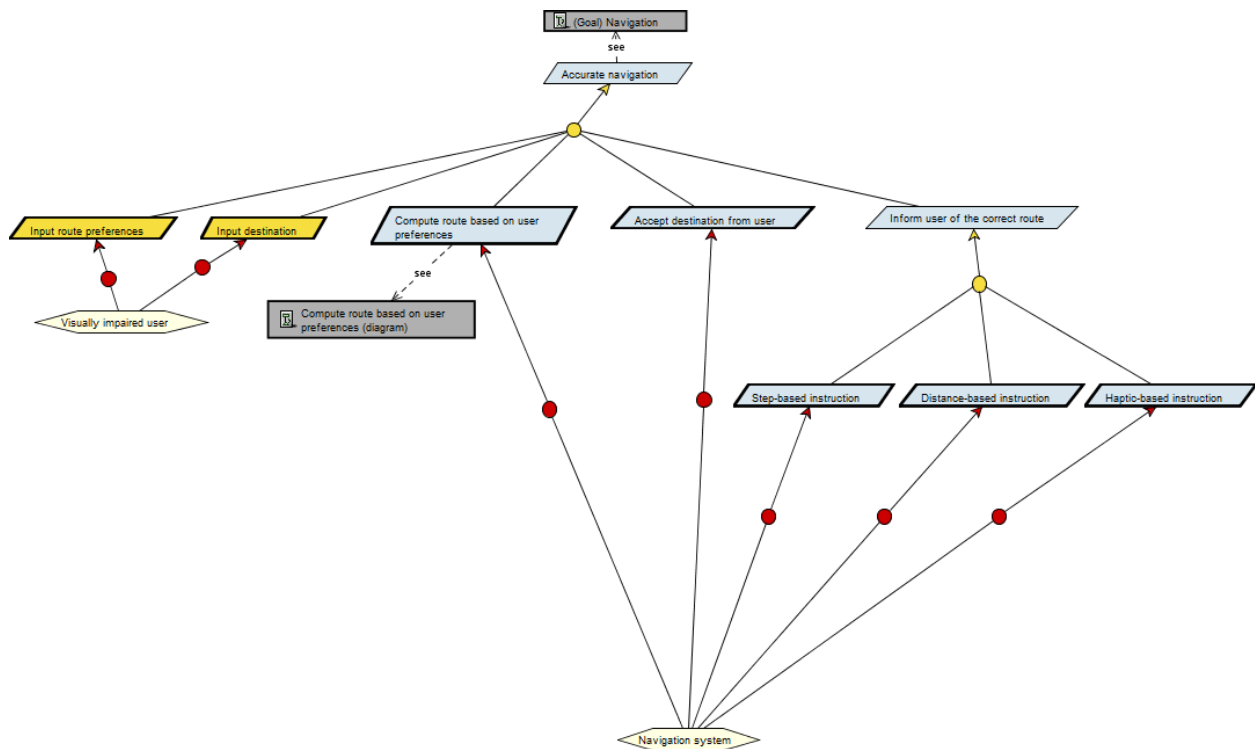 (Goal) Navigation
see
Accurate navigation
Input route preferences
Input destination
Compute route based on user
preferences
Accept destination from user
Inform user of the correct route
see
Compute route based on user
preferences (diagram)
Visually impaired user
Step-based instruction
Distance-based instruction
Haptic-based instruction
Navigation system